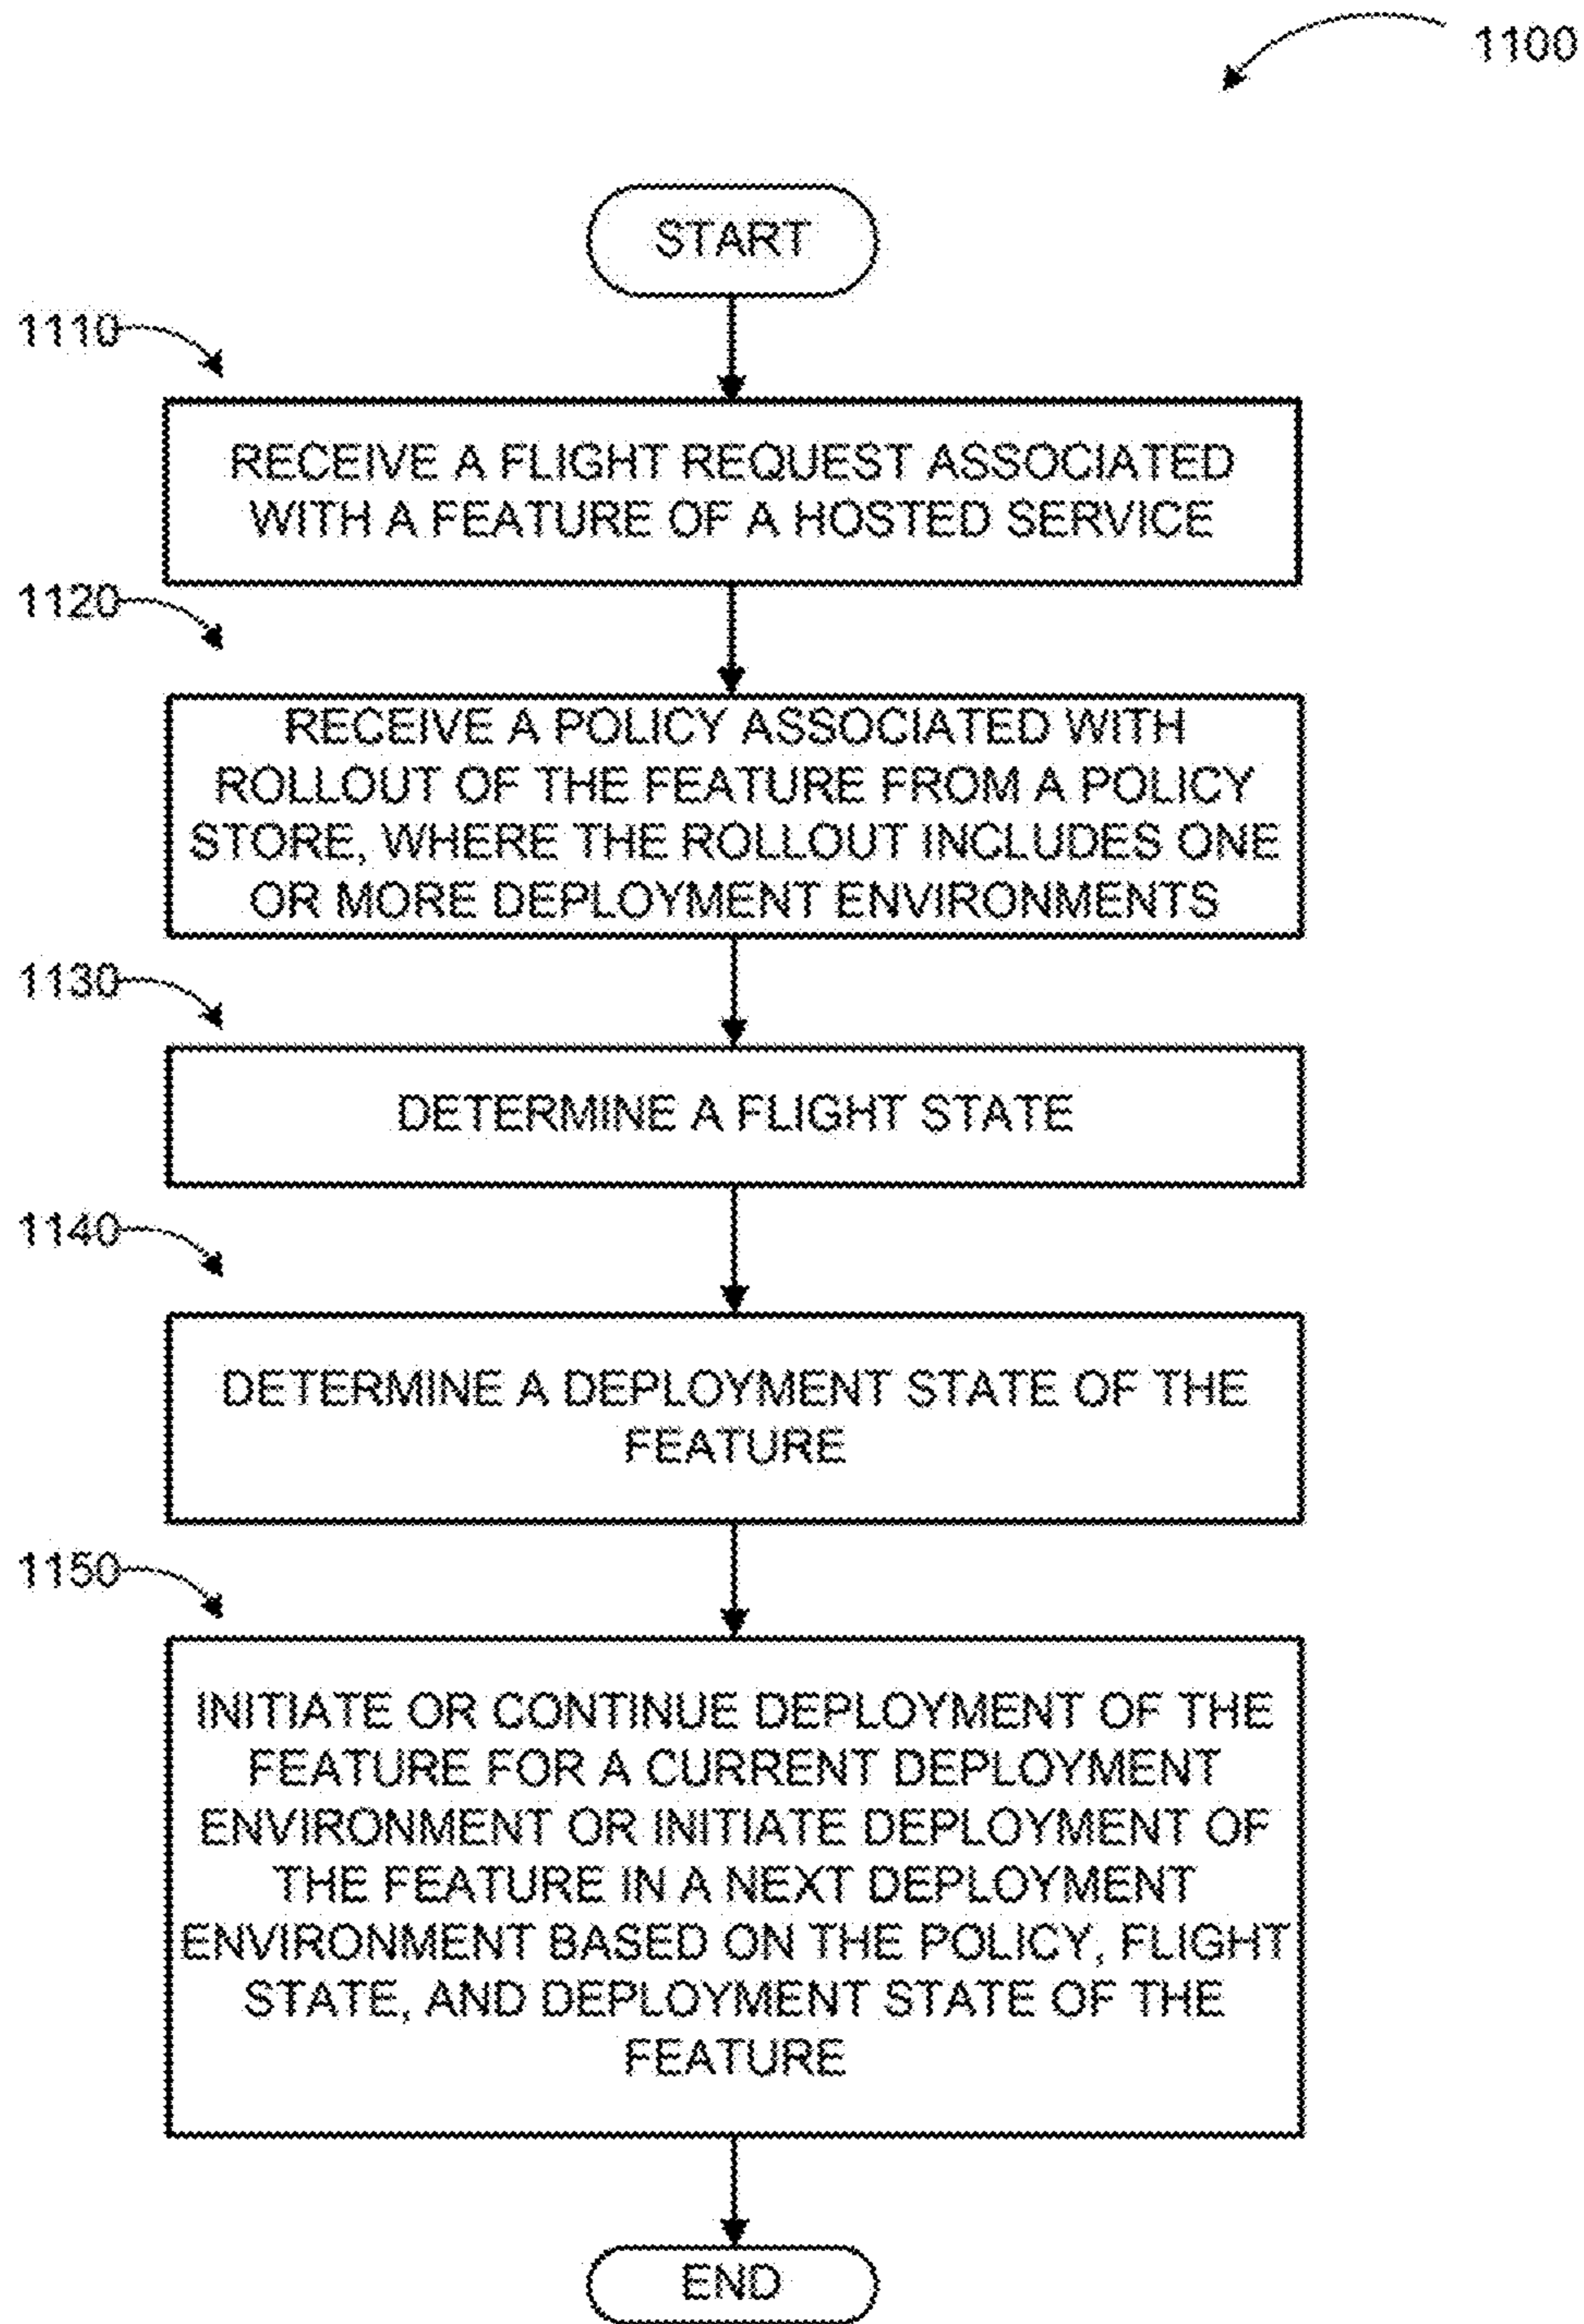 1100
START
1110
RECEIVE A FLIGHT REQUEST ASSOCIATED
WITH A FEATURE OF A HOSTED SERVICE
1120
RECEIVE A POLICY ASSOCIATED WITH
ROLLOUT OF THE FEATURE FROM A POLICY
STORE, WHERE THE ROLLOUT INCLUDES ONE
OR MORE DEPLOYMENT ENVIRONMENTS
1130
DETERMINE A FLIGHT STATE
1140
DETERMINE A DEPLOYMENT STATE OF THE
FEATURE
1150
INITIATE OR CONTINUE DEPLOYMENT OF THE
FEATURE FOR A CURRENT DEPLOYMENT
ENVIRONMENT OR INITIATE DEPLOYMENT OF
THE FEATURE IN A NEXT DEPLOYMENT
ENVIRONMENT BASED ON THE POLICY, FLIGHT
STATE, AND DEPLOYMENT STATE OF THE
FEATURE
END